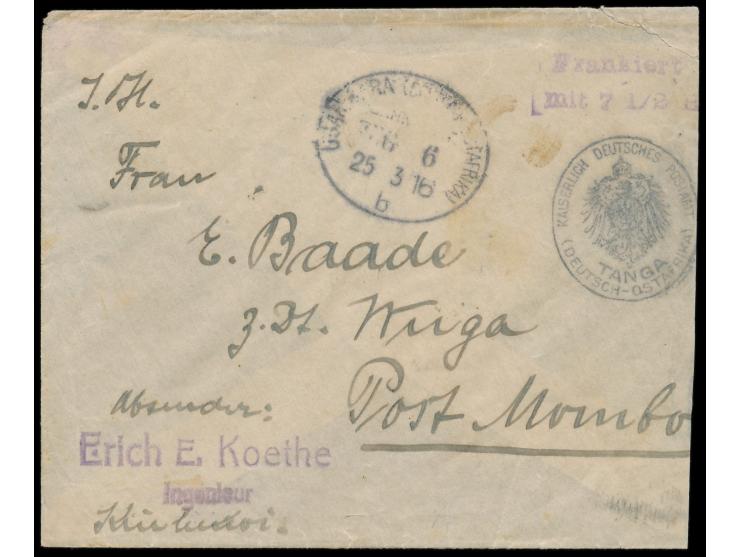 Frankiert
mit 7 1/2 H
25 3 16
6
b
KAISERLICH DEUTSCHES POSTAMT
TANGA
(DEUTSCH-OSTAFRIKA)
Frau
E. Baade
z. Zt. Wuga
Post Mombo
Absender:
Erich E. Koethe
Ingenieur